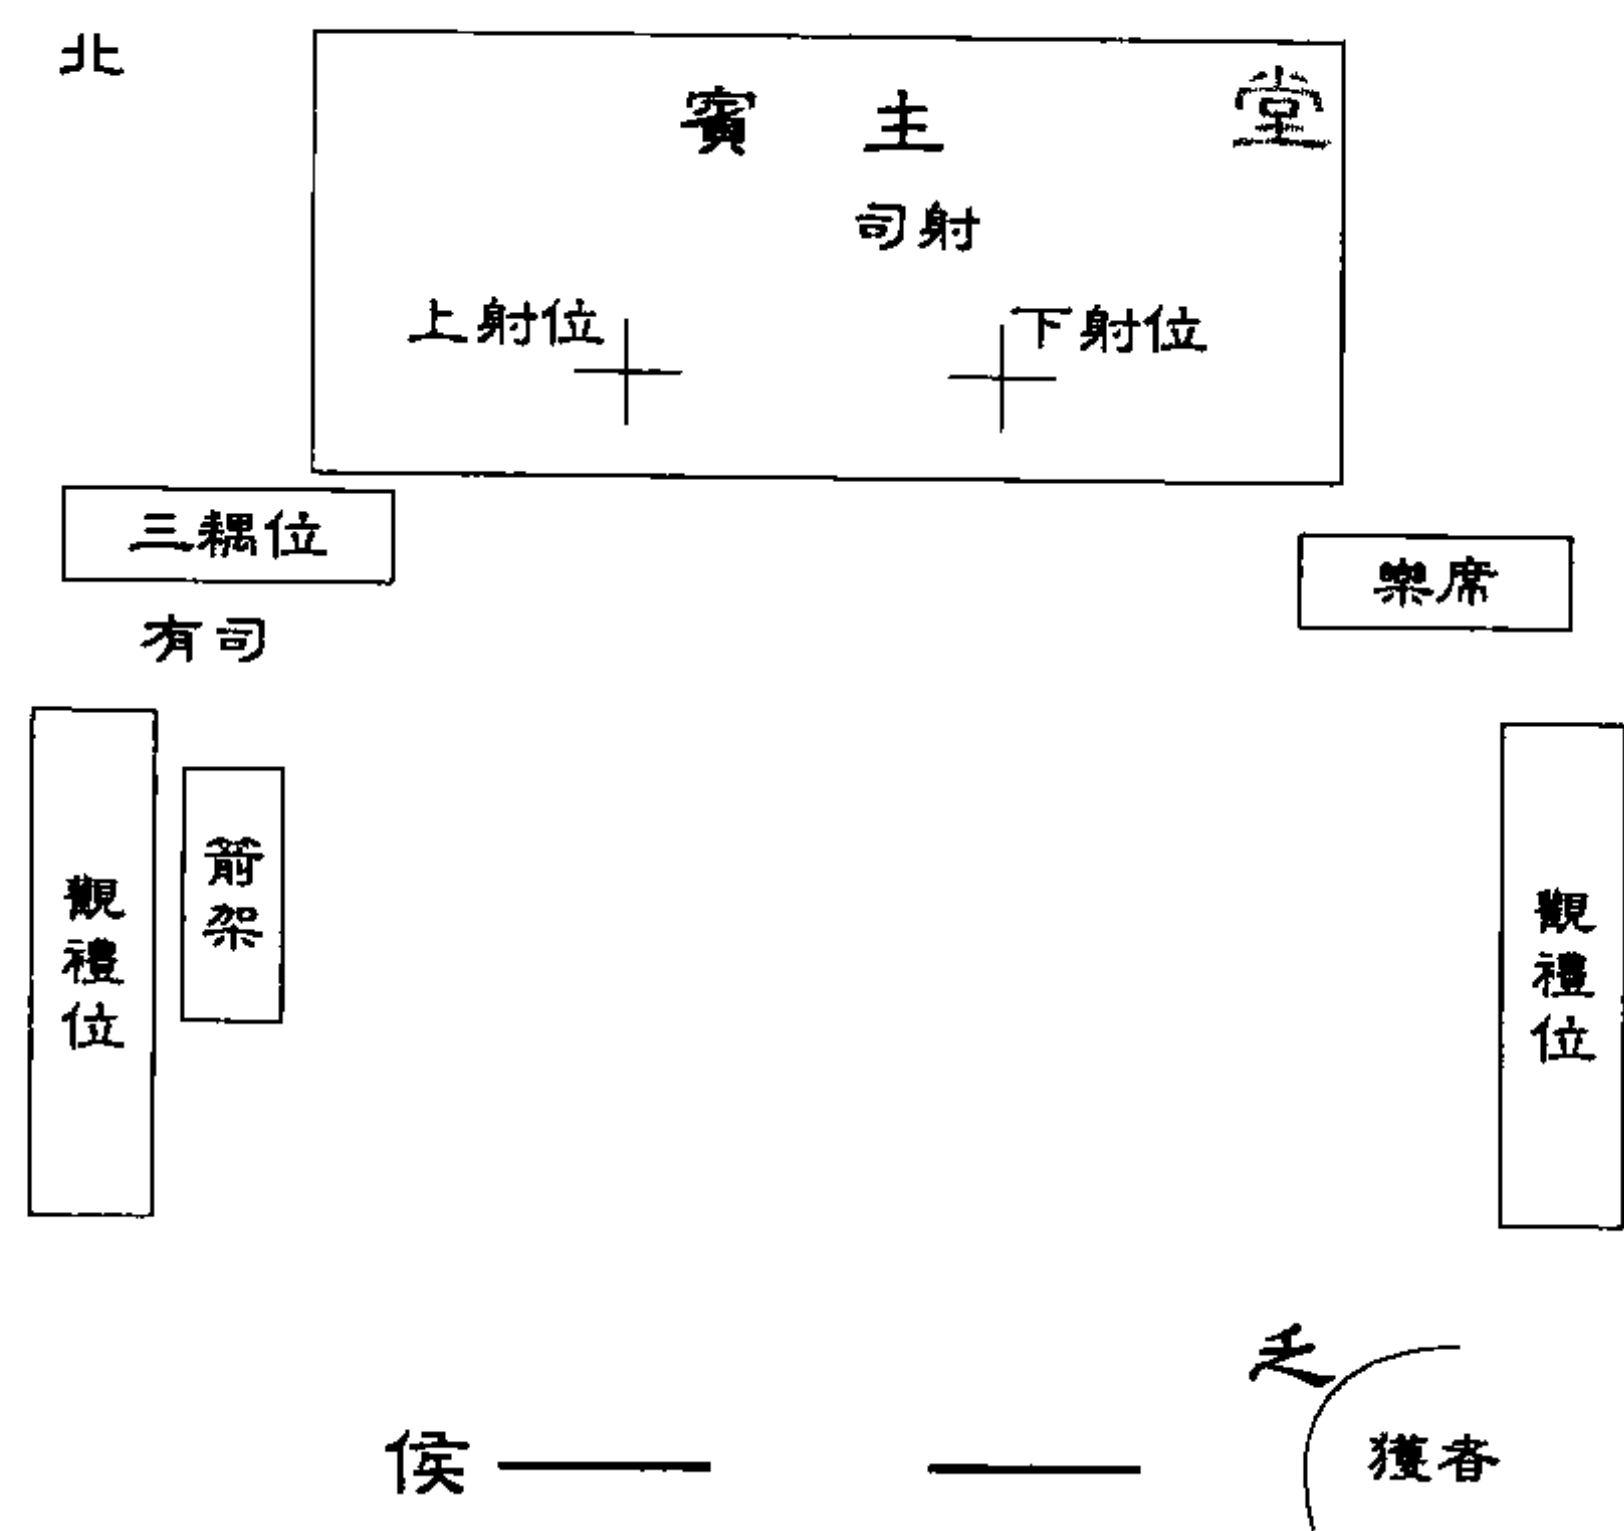 北
賓 主 堂
司射
上射位 下射位
三耦位
樂席
有司
觀禮位
箭架
觀禮位
乏
侯
獲者